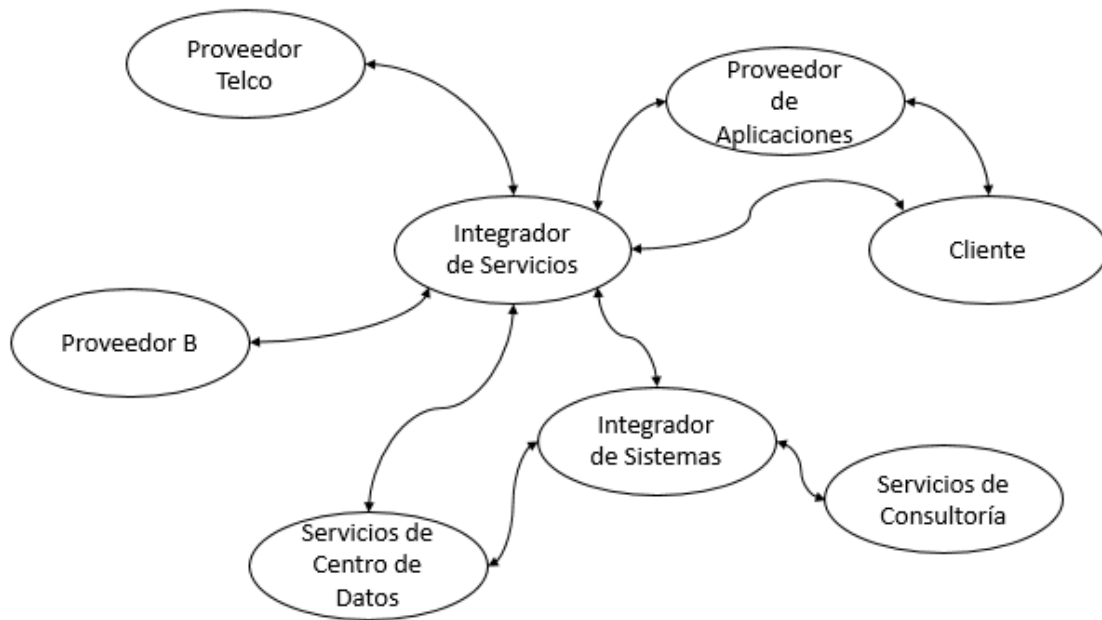 Proveedor
Telco
Proveedor
de
Aplicaciones
Integrador
de Servicios
Cliente
Proveedor B
Integrador
de Sistemas
Servicios de
Consultoría
Servicios de
Centro de
Datos